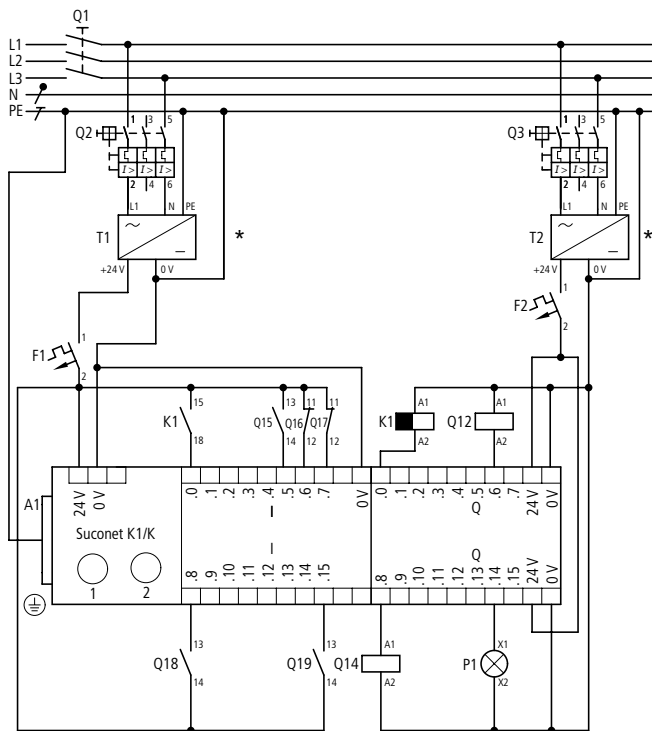 Q1
L1
L2
L3
N
PE
Q2 1 3 5
I> I> I>
2 4 6
L1 N PE
T1 ~ – *
+24 V 0 V
Q3 1 3 5
I> I> I>
2 4 6
L1 N PE
T2 ~ – *
+24 V 0 V
F1 1
2
F2 1
2
K1 15
18
Q15 13
14
Q16 11
12
Q17 11
12
K1 A1
A2
Q12 A1
A2
A1
24 V 0 V
Suconet K1/K
1 2
.0 .1 .2 .3 .4 .5 .6 .7 0 V
I
I
.8 .9 .10 .11 .12 .13 .14 .15
.0 .1 .2 .3 .4 .5 .6 .7 24 V 0 V
Q
Q
.8 .9 .10 .11 .12 .13 .14 .15 24 V 0 V
Q18 13
14
Q19 13
14
Q14 A1
A2
P1 X1
X2